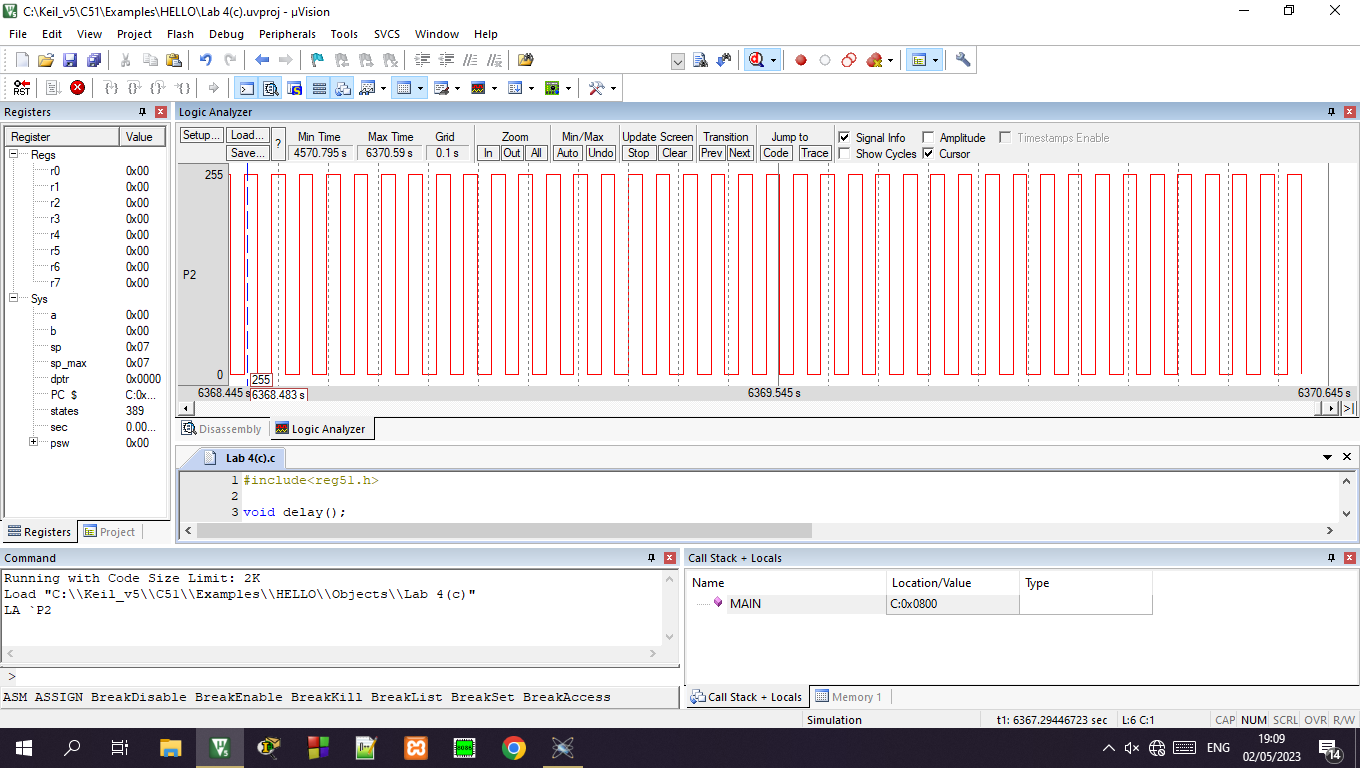 C:\Keil_v5\C51\Examples\HELLO\Lab 4(c).uvproj - µVision
File Edit View Project Flash Debug Peripherals Tools SVCS Window Help
RST
Registers
Register Value
Regs
r0 0x00
r1 0x00
r2 0x00
r3 0x00
r4 0x00
r5 0x00
r6 0x00
r7 0x00
Sys
a 0x00
b 0x00
sp 0x07
sp_max 0x07
dptr 0x0000
PC $ C:0x...
states 389
sec 0.00...
psw 0x00
Registers Project
Logic Analyzer
Setup... Load... ? Min Time Max Time Grid Zoom Min/Max Update Screen Transition Jump to Signal Info Amplitude Timestamps Enable
Save... 4570.795 s 6370.59 s 0.1 s In Out All Auto Undo Stop Clear Prev Next Code Trace Show Cycles Cursor
255
P2
0
255
6368.445 s 6368.483 s 6369.545 s 6370.645 s
Disassembly Logic Analyzer
Lab 4(c).c
1 #include<reg51.h>
2
3 void delay();
Command
Running with Code Size Limit: 2K
Load "C:\\Keil_v5\\C51\\Examples\\HELLO\\Objects\\Lab 4(c)"
LA `P2
>
ASM ASSIGN BreakDisable BreakEnable BreakKill BreakList BreakSet BreakAccess
Call Stack + Locals
Name Location/Value Type
MAIN C:0x0800
Call Stack + Locals Memory 1
Simulation t1: 6367.29446723 sec L:6 C:1 CAP NUM SCRL OVR R/W
ENG
19:09
02/05/2023
14